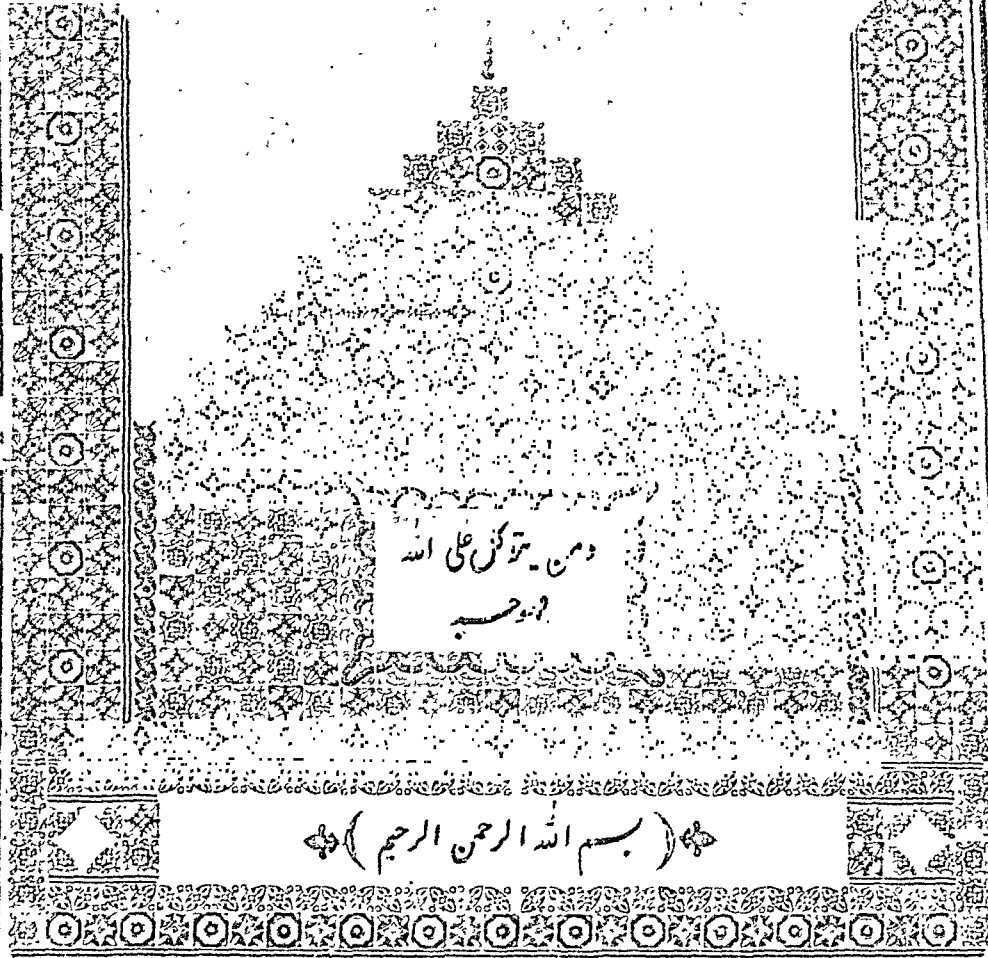 ومن يتوكل على الله
فهو حسبه
﴿ بسم الله الرحمن الرحيم ﴾